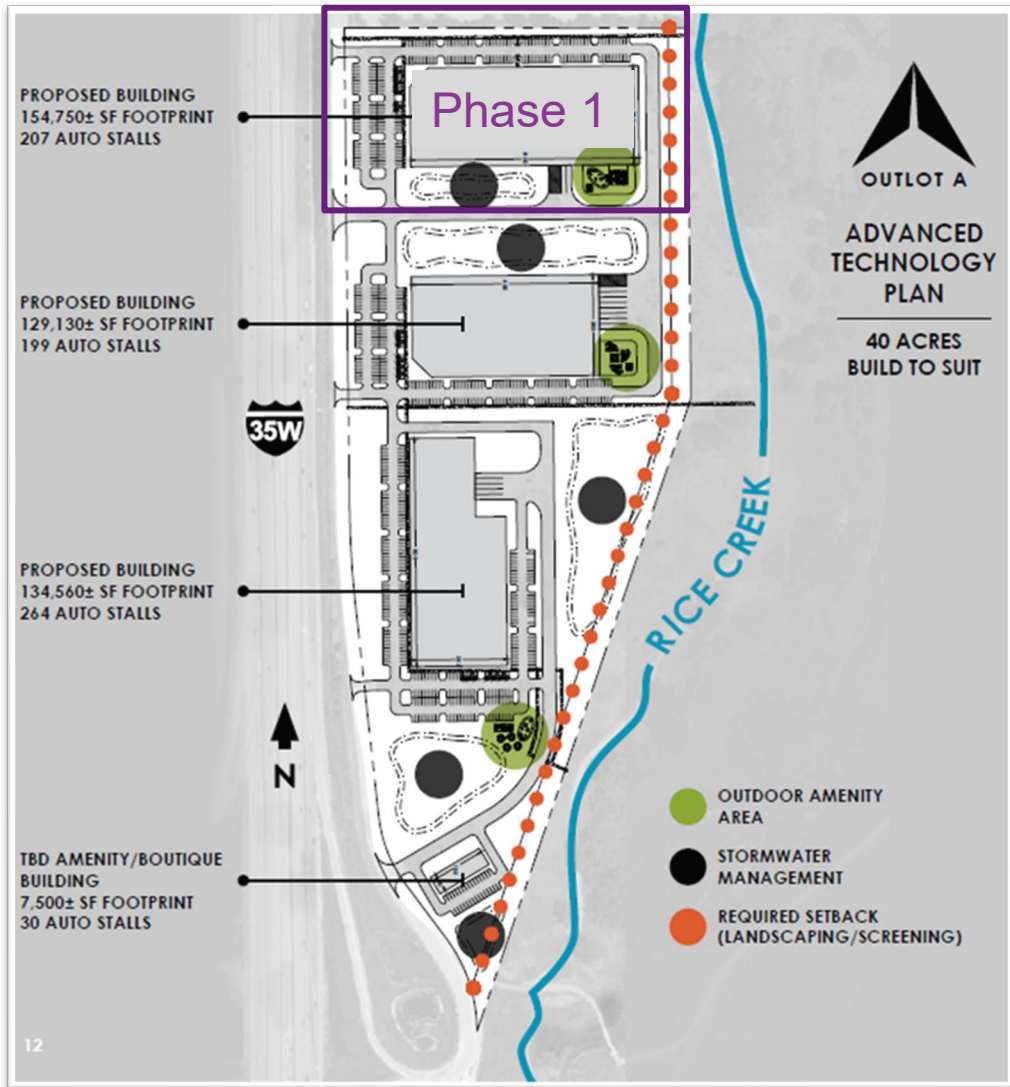 PROPOSED BUILDING
154,750± SF FOOTPRINT
207 AUTO STALLS
Phase 1
OUTLOT A
ADVANCED
TECHNOLOGY
PLAN
40 ACRES
BUILD TO SUIT
PROPOSED BUILDING
129,130± SF FOOTPRINT
199 AUTO STALLS
35W
RICE CREEK
PROPOSED BUILDING
134,560± SF FOOTPRINT
264 AUTO STALLS
N
TBD AMENITY/BOUTIQUE
BUILDING
7,500± SF FOOTPRINT
30 AUTO STALLS
OUTDOOR AMENITY
AREA
STORMWATER
MANAGEMENT
REQUIRED SETBACK
(LANDSCAPING/SCREENING)
12